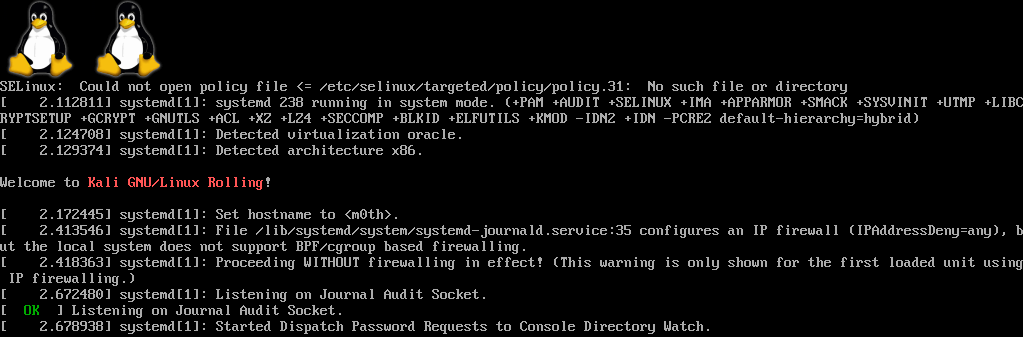 SELinux:  Could not open policy file <= /etc/selinux/targeted/policy/policy.31:  No such file or directory
[    2.112811] systemd[1]: systemd 238 running in system mode. (+PAM +AUDIT +SELINUX +IMA +APPARMOR +SMACK +SYSVINIT +UTMP +LIBC
RYPTSETUP +GCRYPT +GNUTLS +ACL +XZ +LZ4 +SECCOMP +BLKID +ELFUTILS +KMOD -IDN2 +IDN -PCRE2 default-hierarchy=hybrid)
[    2.124708] systemd[1]: Detected virtualization oracle.
[    2.129374] systemd[1]: Detected architecture x86.
Welcome to Kali GNU/Linux Rolling!
[    2.172445] systemd[1]: Set hostname to <m0th>.
[    2.413546] systemd[1]: File /lib/systemd/system/systemd-journald.service:35 configures an IP firewall (IPAddressDeny=any), b
ut the local system does not support BPF/cgroup based firewalling.
[    2.418363] systemd[1]: Proceeding WITHOUT firewalling in effect! (This warning is only shown for the first loaded unit using
 IP firewalling.)
[    2.672480] systemd[1]: Listening on Journal Audit Socket.
[  OK  ] Listening on Journal Audit Socket.
[    2.678938] systemd[1]: Started Dispatch Password Requests to Console Directory Watch.